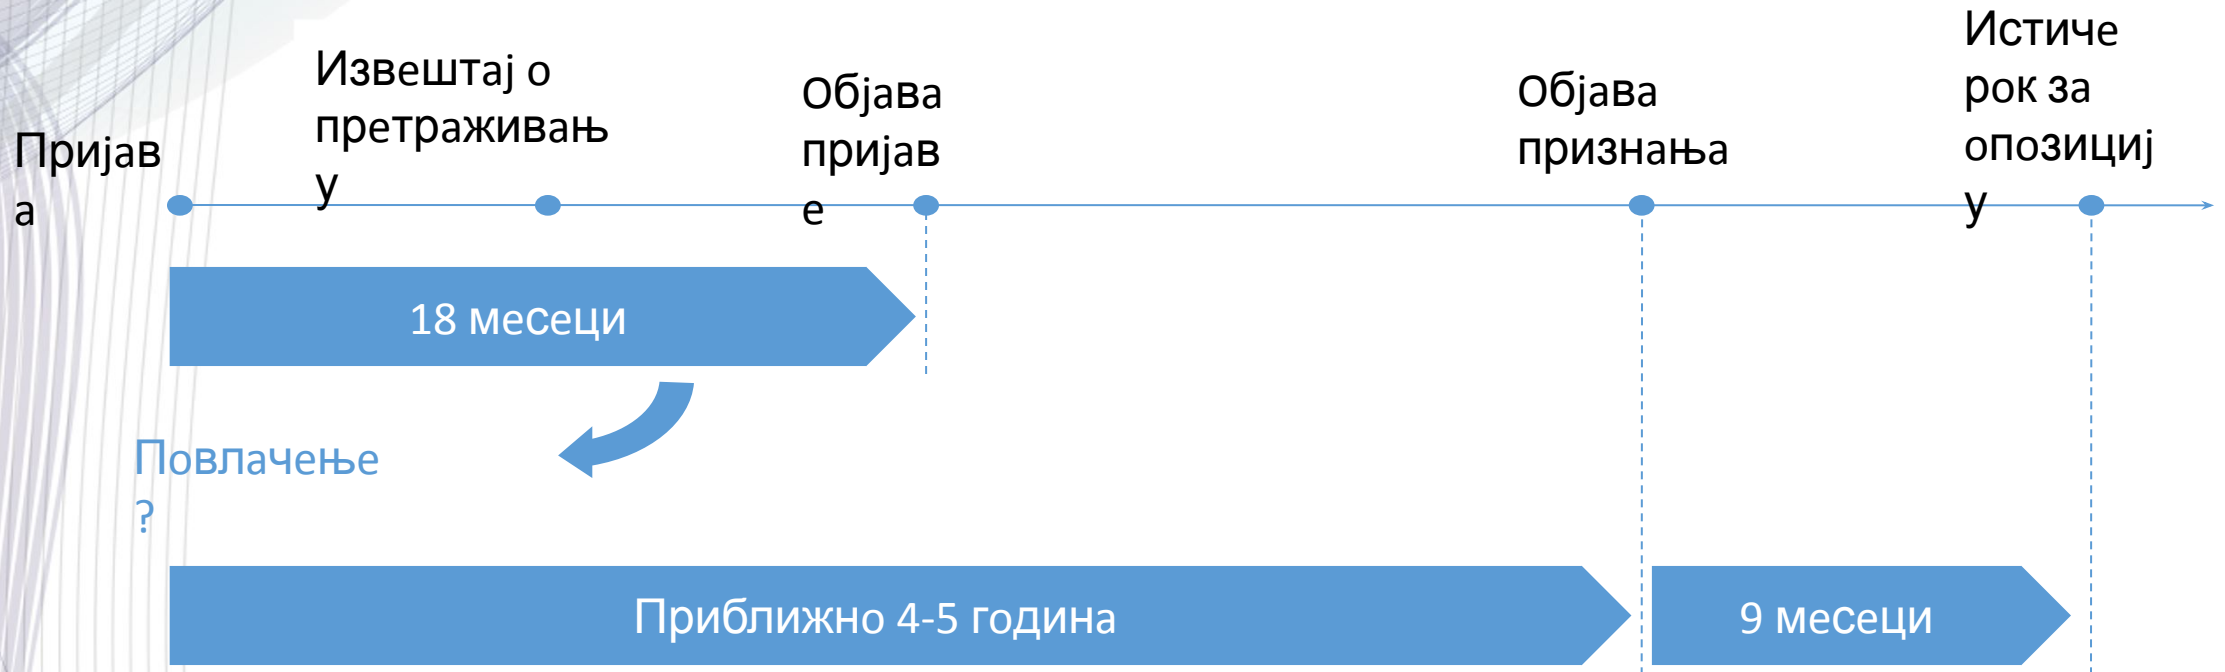 Пријав
а
Извештај о
претраживањ
у
Објава
пријав
е
Објава
признања
Истиче
рок за
опозициј
у
18 месеци
Повлачење
?
Приближно 4-5 година
9 месеци